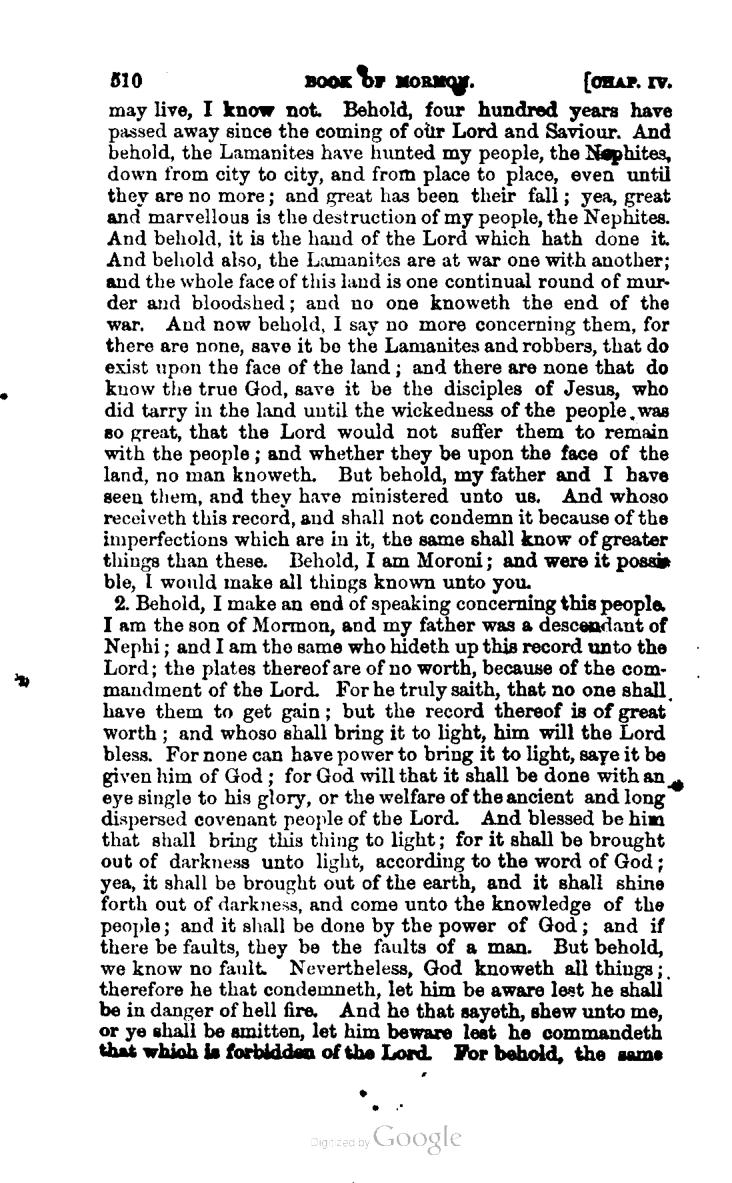 510 BOOK OF MORMON. [CHAP. IV.
may live, I know not. Behold, four hundred years have
passed away since the coming of our Lord and Saviour. And
behold, the Lamanites have hunted my people, the Nephites,
down from city to city, and from place to place, even until
they are no more; and great has been their fall; yea, great
and marvellous is the destruction of my people, the Nephites.
And behold, it is the hand of the Lord which hath done it.
And behold also, the Lamanites are at war one with another;
and the whole face of this land is one continual round of mur-
der and bloodshed; and no one knoweth the end of the
war. And now behold, I say no more concerning them, for
there are none, save it be the Lamanites and robbers, that do
exist upon the face of the land; and there are none that do
know the true God, save it be the disciples of Jesus, who
did tarry in the land until the wickedness of the people was
so great, that the Lord would not suffer them to remain
with the people; and whether they be upon the face of the
land, no man knoweth. But behold, my father and I have
seen them, and they have ministered unto us. And whoso
receiveth this record, and shall not condemn it because of the
imperfections which are in it, the same shall know of greater
things than these. Behold, I am Moroni; and were it possi-
ble, I would make all things known unto you.
2. Behold, I make an end of speaking concerning this people.
I am the son of Mormon, and my father was a descendant of
Nephi; and I am the same who hideth up this record unto the
Lord; the plates thereof are of no worth, because of the com-
mandment of the Lord. For he truly saith, that no one shall
have them to get gain; but the record thereof is of great
worth; and whoso shall bring it to light, him will the Lord
bless. For none can have power to bring it to light, save it be
given him of God; for God will that it shall be done with an
eye single to his glory, or the welfare of the ancient and long
dispersed covenant people of the Lord. And blessed be him
that shall bring this thing to light; for it shall be brought
out of darkness unto light, according to the word of God;
yea, it shall be brought out of the earth, and it shall shine
forth out of darkness, and come unto the knowledge of the
people; and it shall be done by the power of God; and if
there be faults, they be the faults of a man. But behold,
we know no fault. Nevertheless, God knoweth all things;
therefore he that condemneth, let him be aware lest he shall
be in danger of hell fire. And he that sayeth, shew unto me,
or ye shall be smitten, let him beware lest he commandeth
that which is forbidden of the Lord. For behold, the same
Digitized by Google